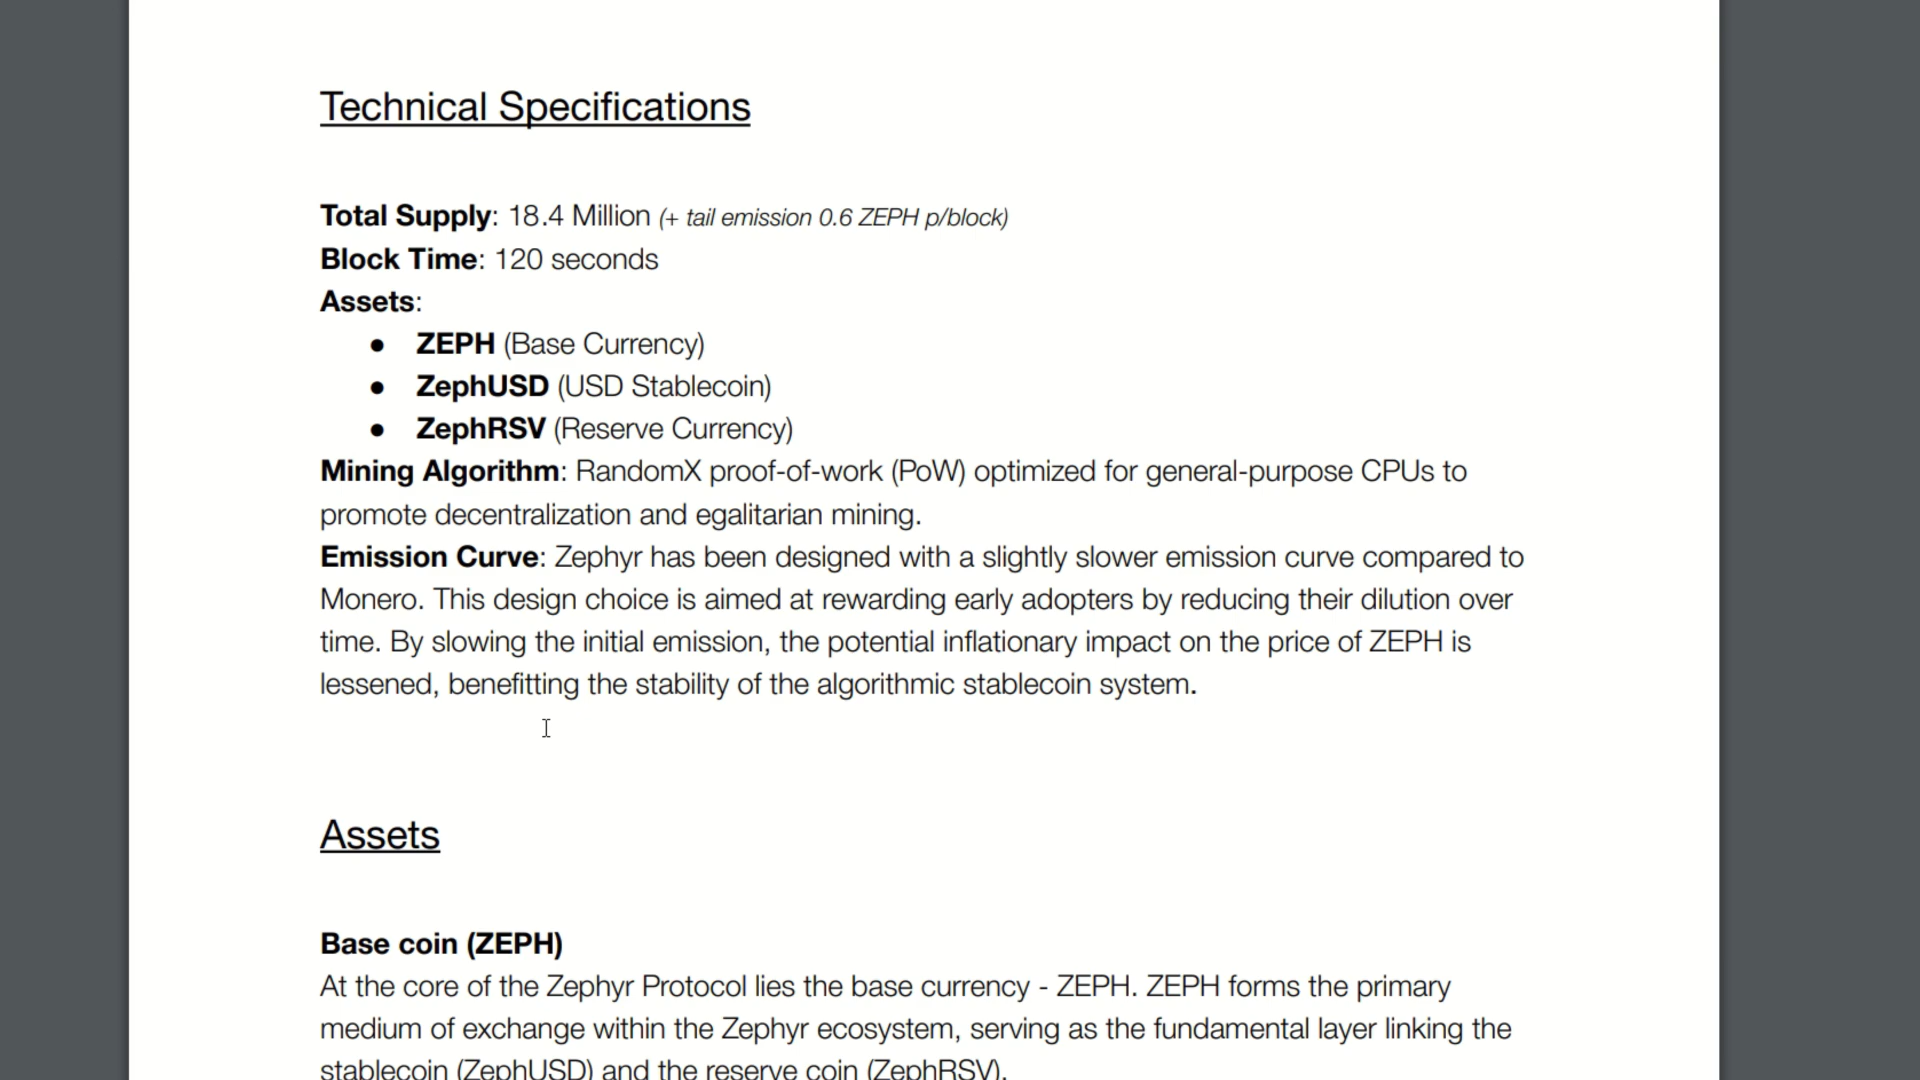 Technical Specifications
Total Supply: 18.4 Million (+ tail emission 0.6 ZEPH p/block)
Block Time: 120 seconds
Assets:
● ZEPH (Base Currency)
● ZephUSD (USD Stablecoin)
● ZephRSV (Reserve Currency)
Mining Algorithm: RandomX proof-of-work (PoW) optimized for general-purpose CPUs to
promote decentralization and egalitarian mining.
Emission Curve: Zephyr has been designed with a slightly slower emission curve compared to
Monero. This design choice is aimed at rewarding early adopters by reducing their dilution over
time. By slowing the initial emission, the potential inflationary impact on the price of ZEPH is
lessened, benefitting the stability of the algorithmic stablecoin system.
Assets
Base coin (ZEPH)
At the core of the Zephyr Protocol lies the base currency - ZEPH. ZEPH forms the primary
medium of exchange within the Zephyr ecosystem, serving as the fundamental layer linking the
stablecoin (ZephUSD) and the reserve coin (ZephRSV).